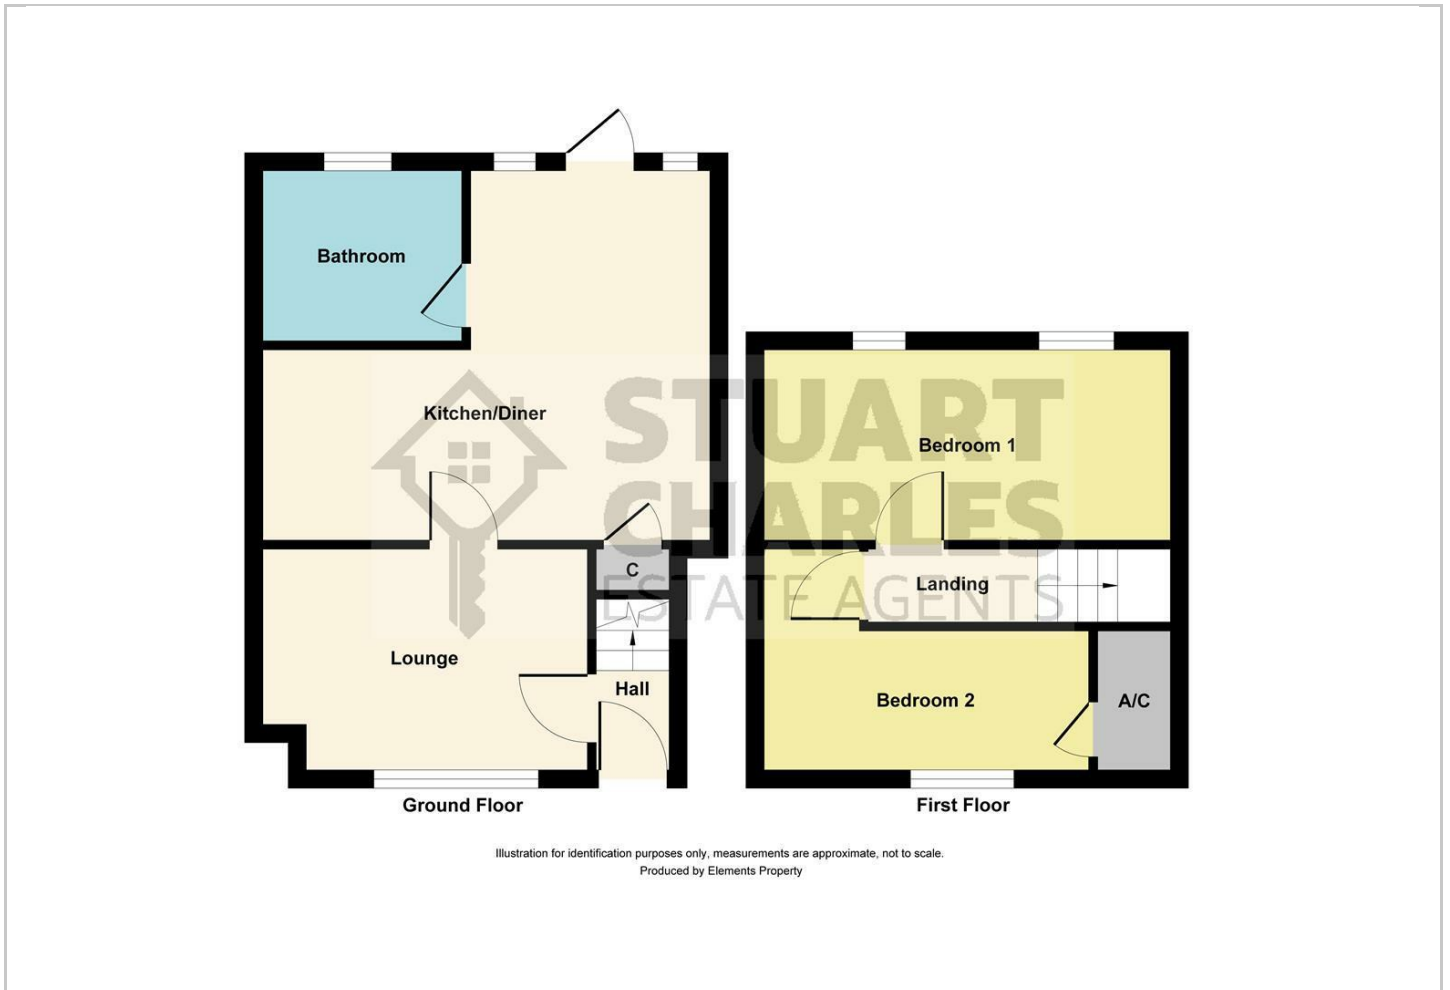 Bathroom
Kitchen/Diner
C
Lounge
Hall
Ground Floor
Bedroom 1
Landing
Bedroom 2
A/C
First Floor
STUART
CHARLES
ESTATE AGENTS
Illustration for identification purposes only, measurements are approximate, not to scale.
Produced by Elements Property